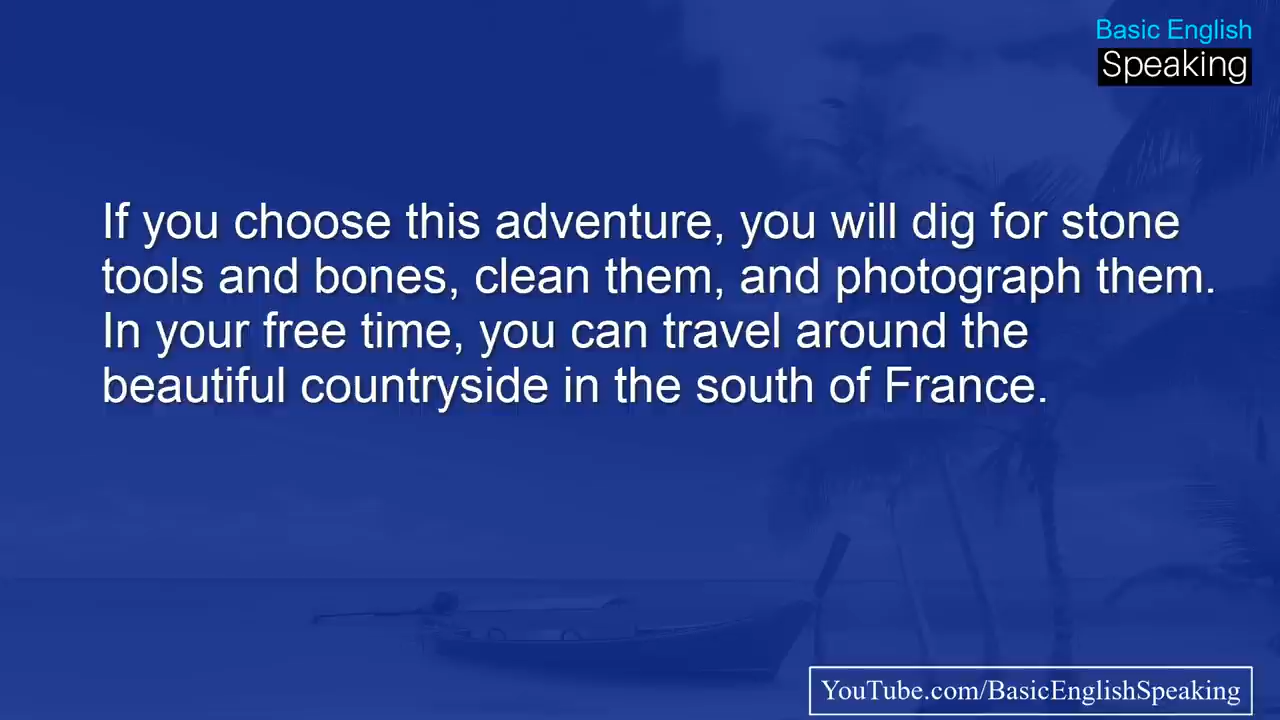 Basic English
Speaking
If you choose this adventure, you will dig for stone
tools and bones, clean them, and photograph them.
In your free time, you can travel around the
beautiful countryside in the south of France.
YouTube.com/BasicEnglishSpeaking